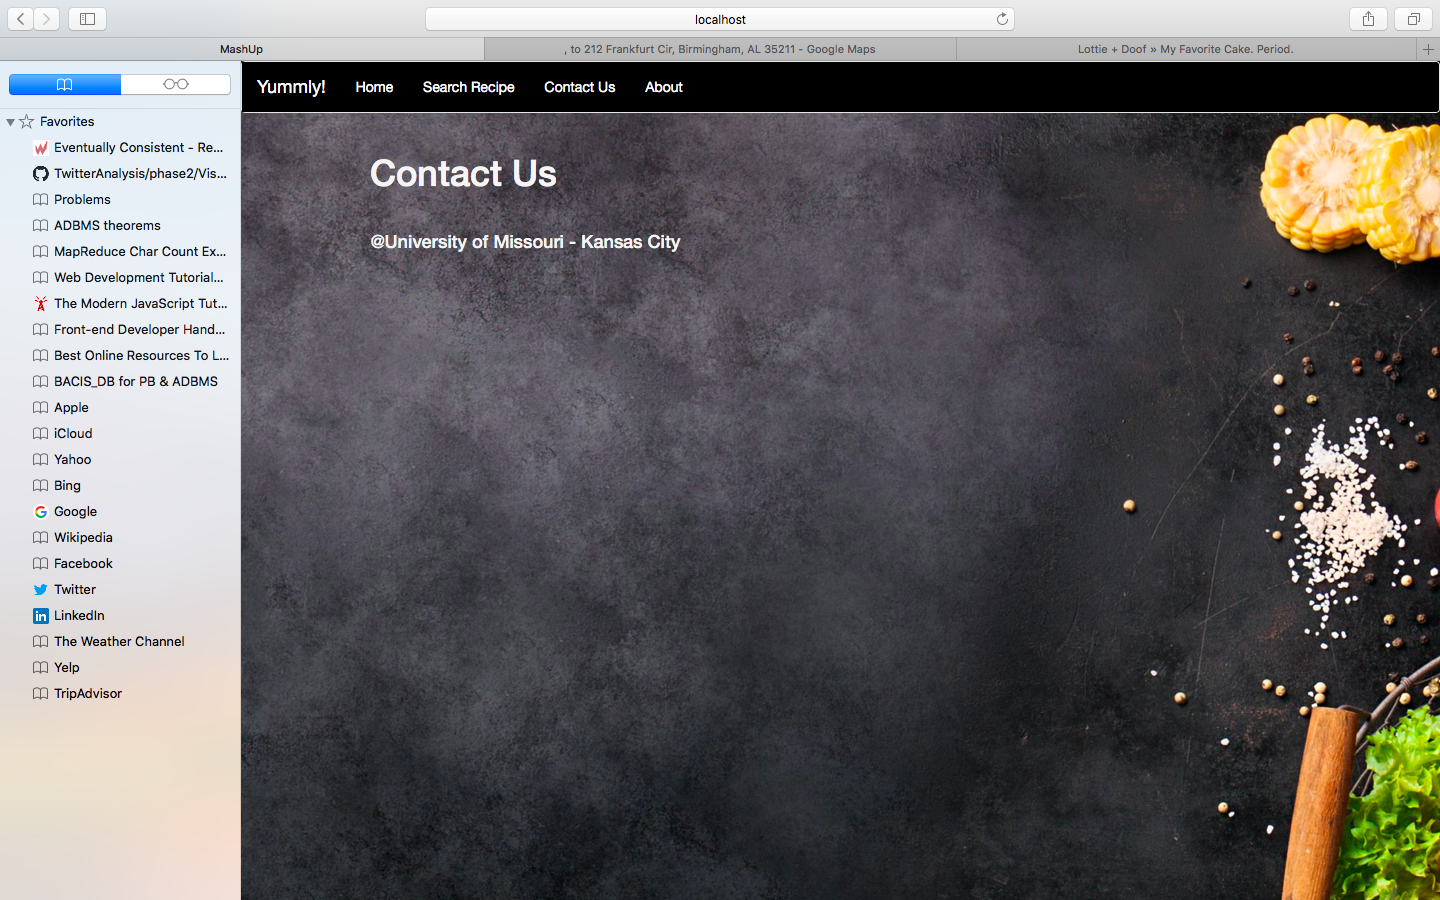 localhost
MashUp
, to 212 Frankfurt Cir, Birmingham, AL 35211 - Google Maps
Lottie + Doof » My Favorite Cake. Period.
Yummly! Home Search Recipe Contact Us About
Favorites
Eventually Consistent - Re...
TwitterAnalysis/phase2/Vis...
Problems
ADBMS theorems
MapReduce Char Count Ex...
Web Development Tutorial...
The Modern JavaScript Tut...
Front-end Developer Hand...
Best Online Resources To L...
BACIS_DB for PB & ADBMS
Apple
iCloud
Yahoo
Bing
Google
Wikipedia
Facebook
Twitter
LinkedIn
The Weather Channel
Yelp
TripAdvisor
Contact Us
@University of Missouri - Kansas City